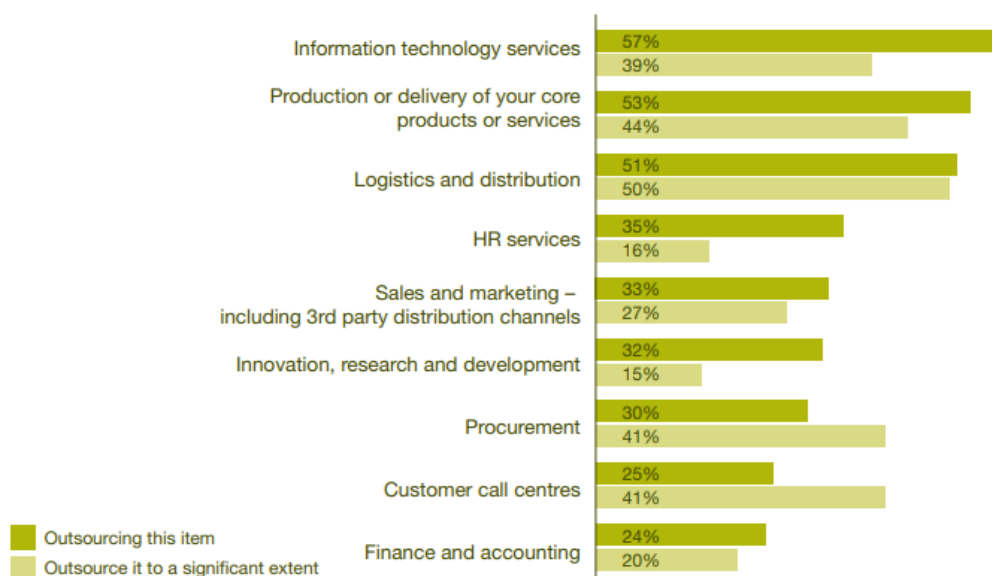 Information technology services
57%
39%
Production or delivery of your core
products or services
53%
44%
Logistics and distribution
51%
50%
HR services
35%
16%
Sales and marketing –
including 3rd party distribution channels
33%
27%
Innovation, research and development
32%
15%
Procurement
30%
41%
Customer call centres
25%
41%
Finance and accounting
24%
20%
Outsourcing this item
Outsource it to a significant extent